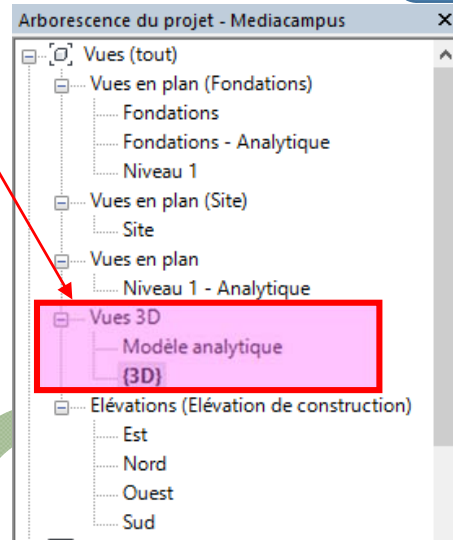 Arborescence du projet - Mediacampus
Vues (tout)
Vues en plan (Fondations)
Fondations
Fondations - Analytique
Niveau 1
Vues en plan (Site)
Site
Vues en plan
Niveau 1 - Analytique
Vues 3D
Modèle analytique
{3D}
Elévations (Elévation de construction)
Est
Nord
Ouest
Sud